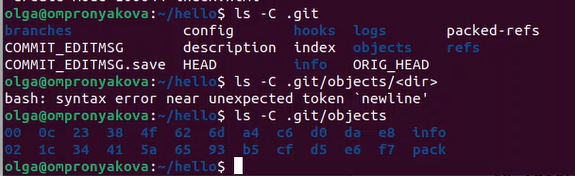 olga@ompronyakova:~/hello$ ls -C .git
branches config hooks logs packed-refs
COMMIT_EDITMSG description index objects refs
COMMIT_EDITMSG.save HEAD info ORIG_HEAD
olga@ompronyakova:~/hello$ ls -C .git/objects/<dir>
bash: syntax error near unexpected token `newline'
olga@ompronyakova:~/hello$ ls -C .git/objects
00 0c 23 38 4f 62 6d a4 c6 d0 da e8 info
02 1c 34 41 5a 65 93 b5 cf d5 e6 f7 pack
olga@ompronyakova:~/hello$